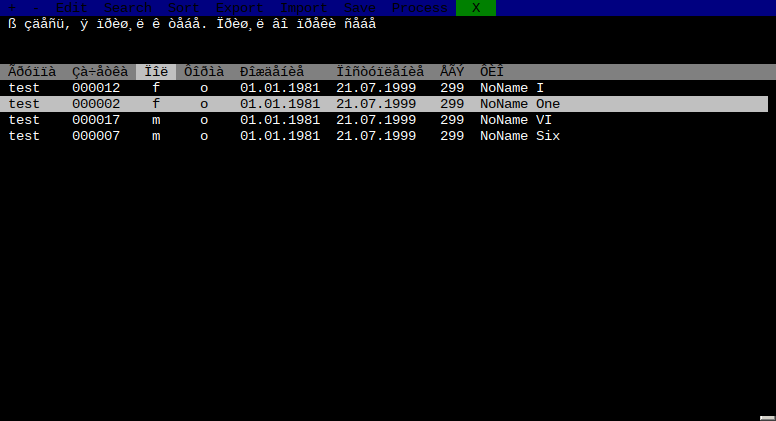 + - Edit Search Sort Export Import Save Process X
ß çäåñü, ÿ ïðèø¸ë ê òåáå. Ïðèø¸ë âî ïðåêè ñåáå
Ãðóïïà Çà÷åòêà Ïîë Ôîðìà Ðîæäåíèå Ïîñòóïëåíèå ÅÃÝ ÔÈÎ
test 000012 f o 01.01.1981 21.07.1999 299 NoName I
test 000002 f o 01.01.1981 21.07.1999 299 NoName One
test 000017 m o 01.01.1981 21.07.1999 299 NoName VI
test 000007 m o 01.01.1981 21.07.1999 299 NoName Six